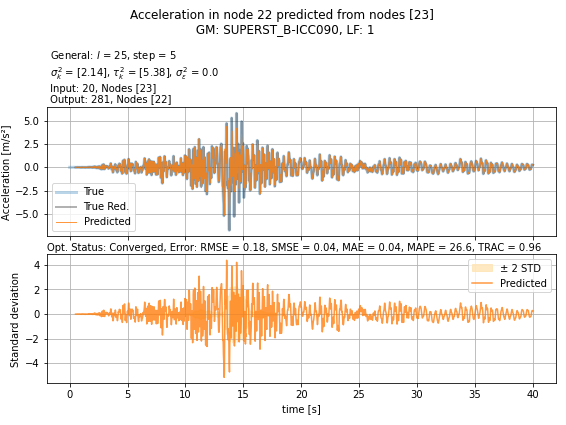 Acceleration in node 22 predicted from nodes [23]
GM: SUPERST_B-ICC090, LF: 1
General: l = 25, step = 5
σ²ₖ = [2.14], τ²ₖ = [5.38], σ²ε = 0.0
Input: 20, Nodes [23]
Output: 281, Nodes [22]
Acceleration [m/s²]
5.0
2.5
0.0
−2.5
−5.0
True
True Red.
Predicted
Opt. Status: Converged, Error: RMSE = 0.18, SMSE = 0.04, MAE = 0.04, MAPE = 26.6, TRAC = 0.96
Standard deviation
4
2
0
−2
−4
± 2 STD
Predicted
0 5 10 15 20 25 30 35 40
time [s]